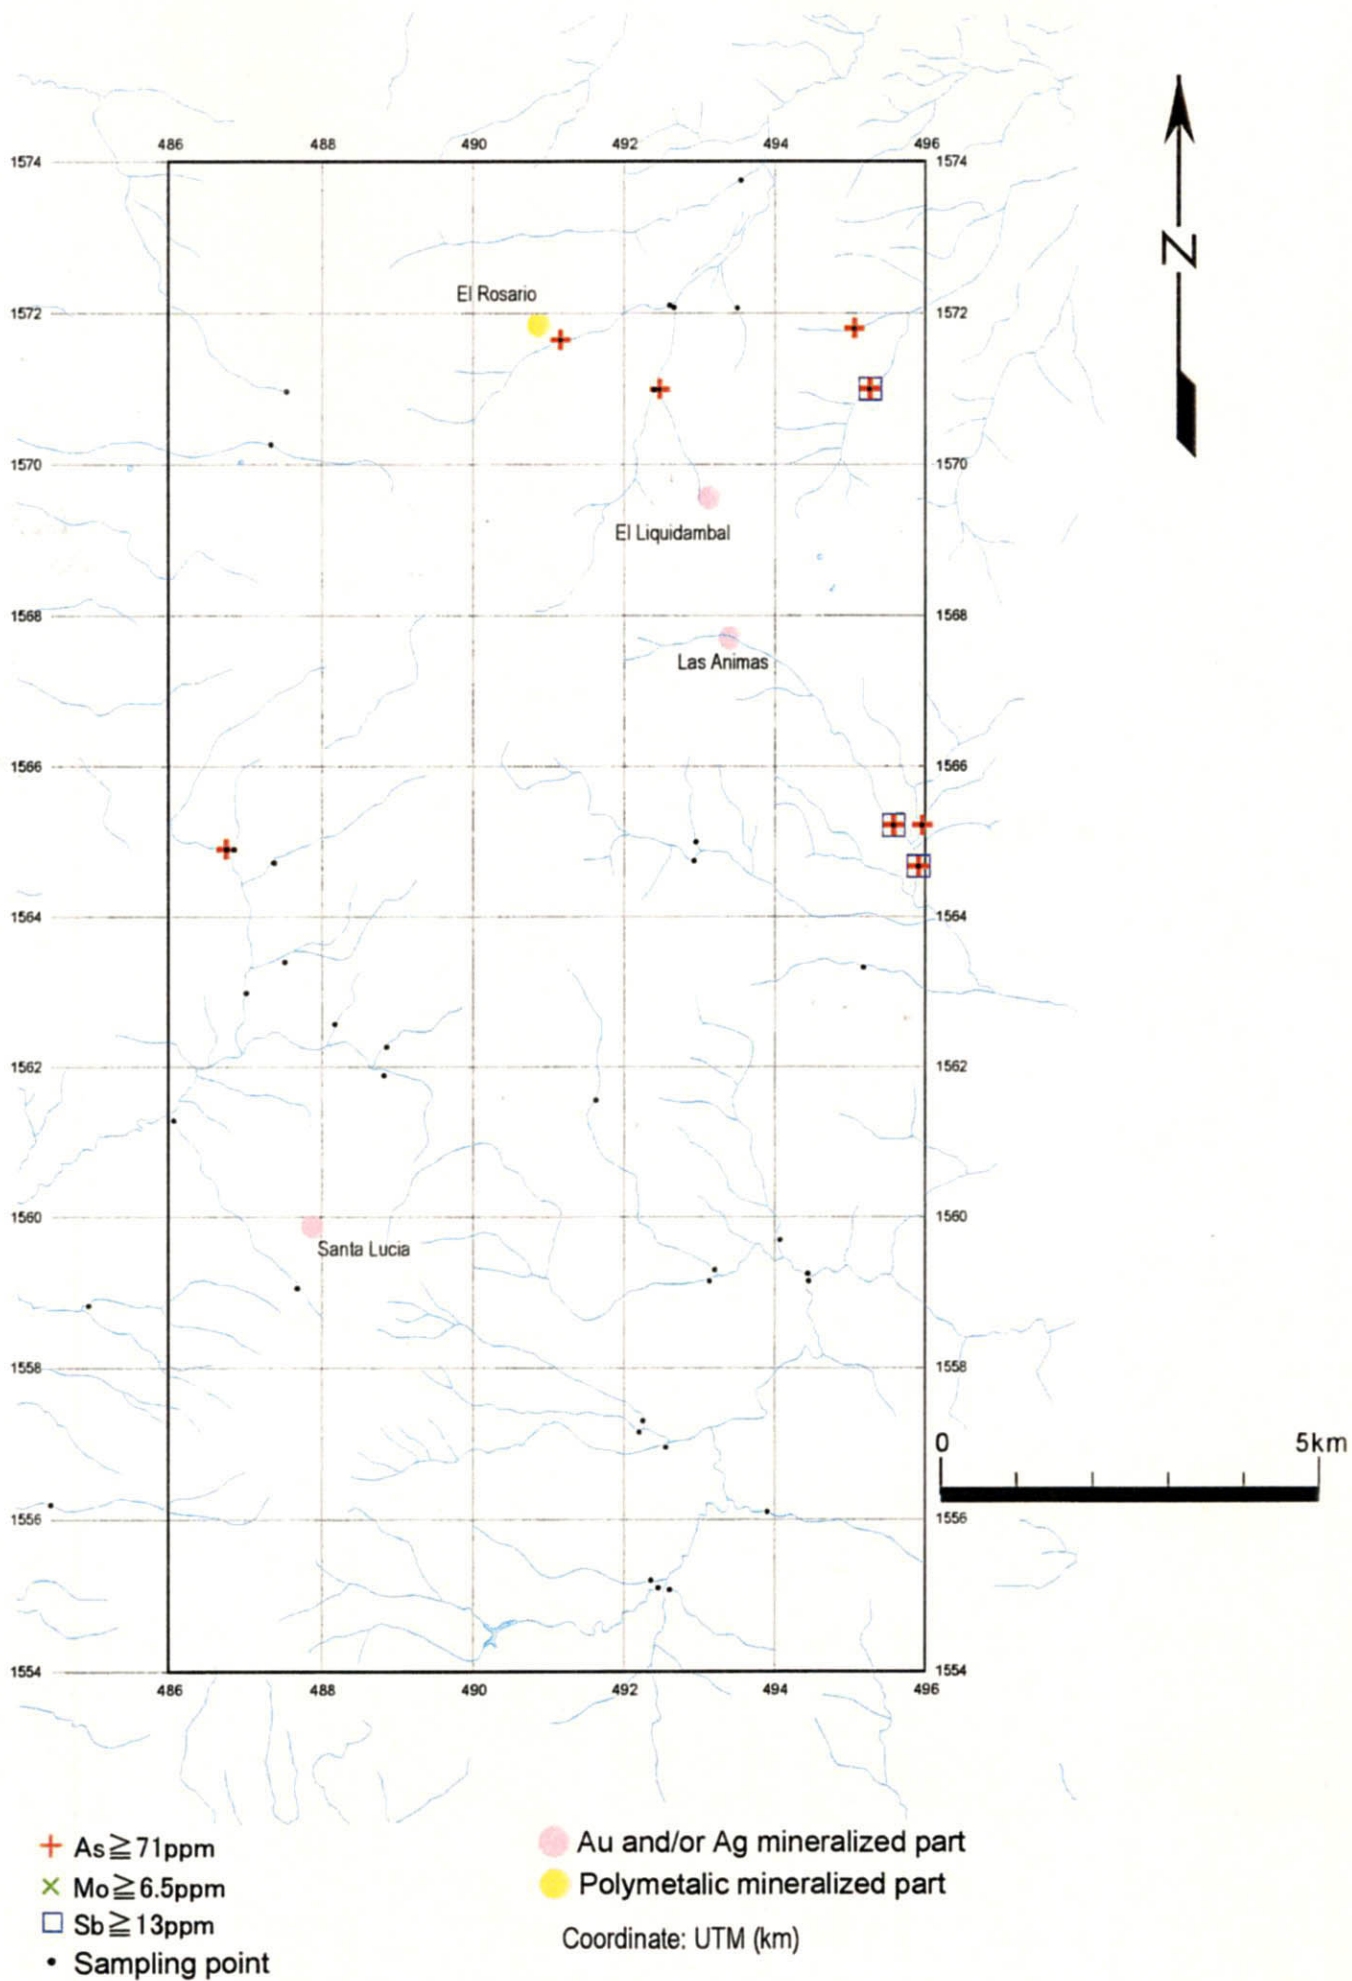 486 488 490 492 494 496
1574 1574
N
El Rosario
1572 1572
1570 1570
El Liquidambal
1568 1568
Las Animas
1566 1566
1564 1564
1562 1562
1560 1560
Santa Lucia
1558 1558
0 5km
1556 1556
1554 1554
486 488 490 492 494 496
+ As≧71ppm
× Mo≧6.5ppm
□ Sb≧13ppm
• Sampling point
Au and/or Ag mineralized part
Polymetalic mineralized part
Coordinate: UTM (km)